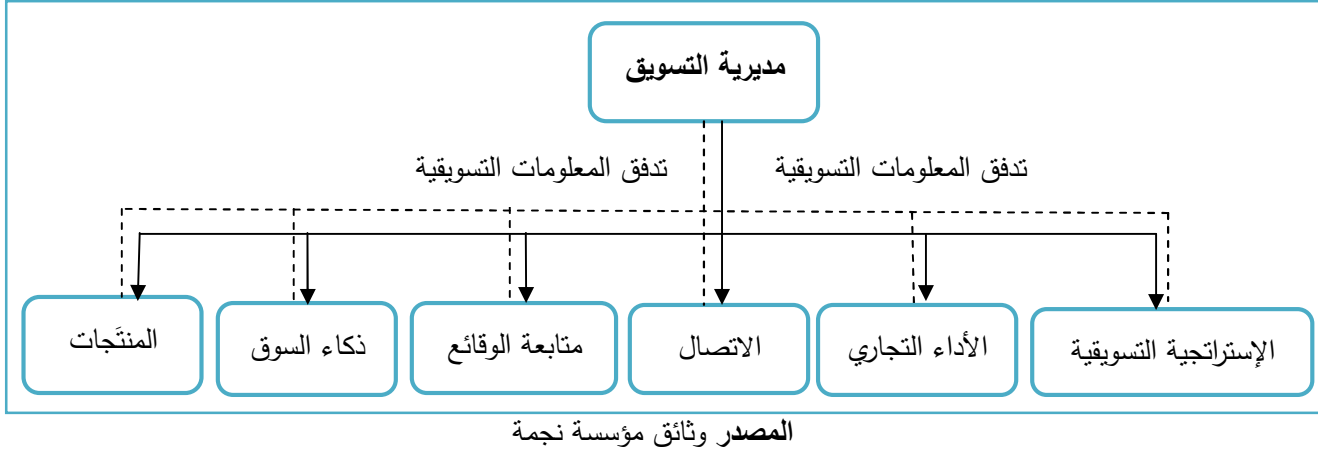 مديرية التسويق
تدفق المعلومات التسويقية
تدفق المعلومات التسويقية
الإستراتجية التسويقية
الأداء التجاري
الاتصال
متابعة الوقائع
ذكاء السوق
المنتَجات
المصدر وثائق مؤسسة نجمة